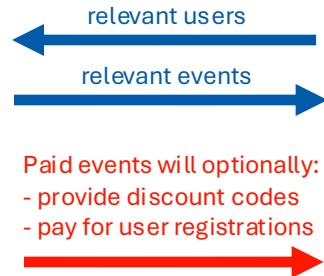 relevant users
relevant events
Paid events will optionally:
- provide discount codes
- pay for user registrations